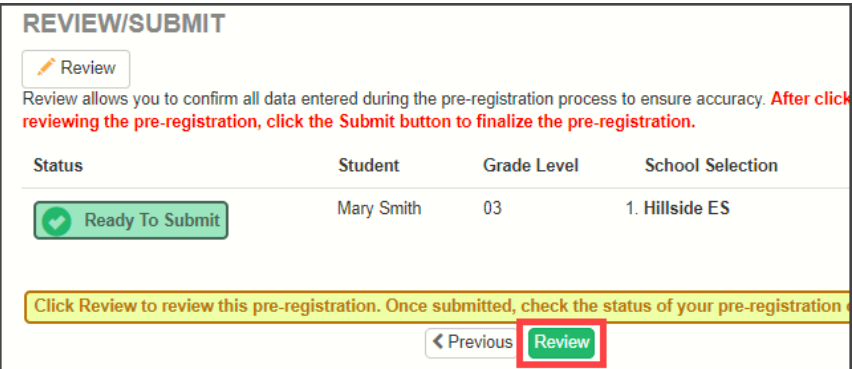 REVIEW/SUBMIT
Review
Review allows you to confirm all data entered during the pre-registration process to ensure accuracy. After click
reviewing the pre-registration, click the Submit button to finalize the pre-registration.
Status Student Grade Level School Selection
Ready To Submit Mary Smith 03 1. Hillside ES
Click Review to review this pre-registration. Once submitted, check the status of your pre-registration
Previous Review